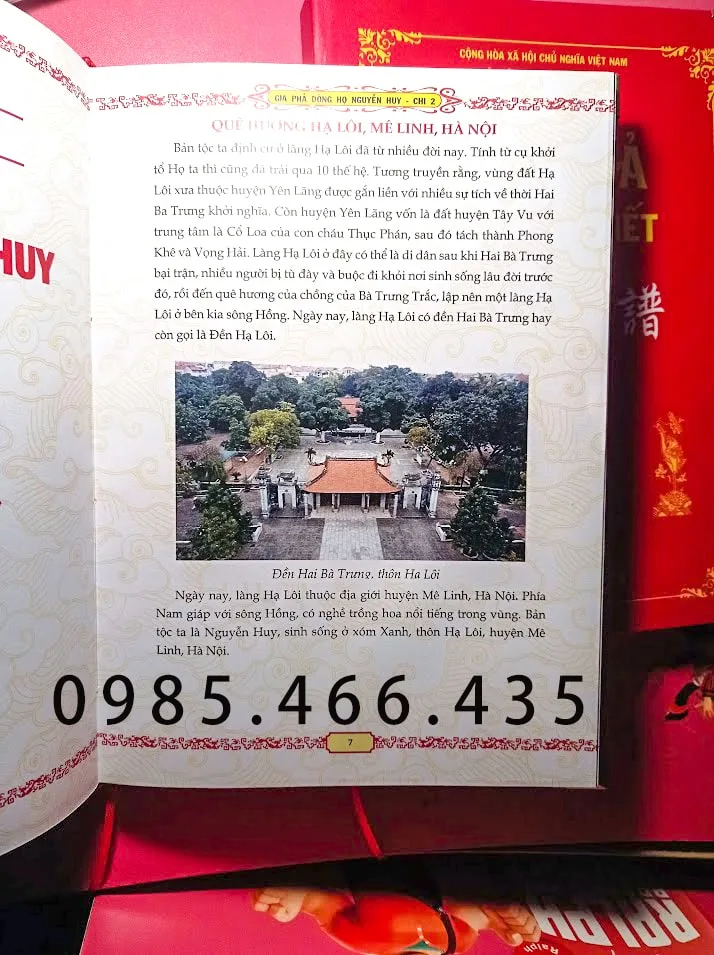 GIA PHẢ DÒNG HỌ NGUYỄN HUY - CHI 2
QUÊ HƯƠNG HẠ LÔI, MÊ LINH, HÀ NỘI
Bản tộc ta định cư ở làng Hạ Lôi đã từ nhiều đời nay. Tính từ cụ khởi
tổ Họ ta thì cũng đã trải qua 10 thế hệ. Tương truyền rằng, vùng đất Hạ
Lôi xưa thuộc huyện Yên Lãng được gắn liền với nhiều sự tích về thời Hai
Ba Trưng khởi nghĩa. Còn huyện Yên Lãng vốn là đất huyện Tây Vu với
trung tâm là Cổ Loa của con cháu Thục Phán, sau đó tách thành Phong
Khê và Vọng Hải. Làng Hạ Lôi ở đây có thể là di dân sau khi Hai Bà Trưng
bại trận, nhiều người bị tù đày và buộc đi khỏi nơi sinh sống lâu đời trước
đó, rồi đến quê hương của chồng của Bà Trưng Trắc, lập nên một làng Hạ
Lôi ở bên kia sông Hồng. Ngày nay, làng Hạ Lôi có đền Hai Bà Trưng hay
còn gọi là Đền Hạ Lôi.
Đền Hai Bà Trưng, thôn Hạ Lôi
Ngày nay, làng Hạ Lôi thuộc địa giới huyện Mê Linh, Hà Nội. Phía
Nam giáp với sông Hồng, có nghề trồng hoa nổi tiếng trong vùng. Bản
tộc ta là Nguyễn Huy, sinh sống ở xóm Xanh, thôn Hạ Lôi, huyện Mê
Linh, Hà Nội.
0985.466.435
7
HUY
CỘNG HÒA XÃ HỘI CHỦ NGHĨA VIỆT NAM
譜
RALPH
Ralph